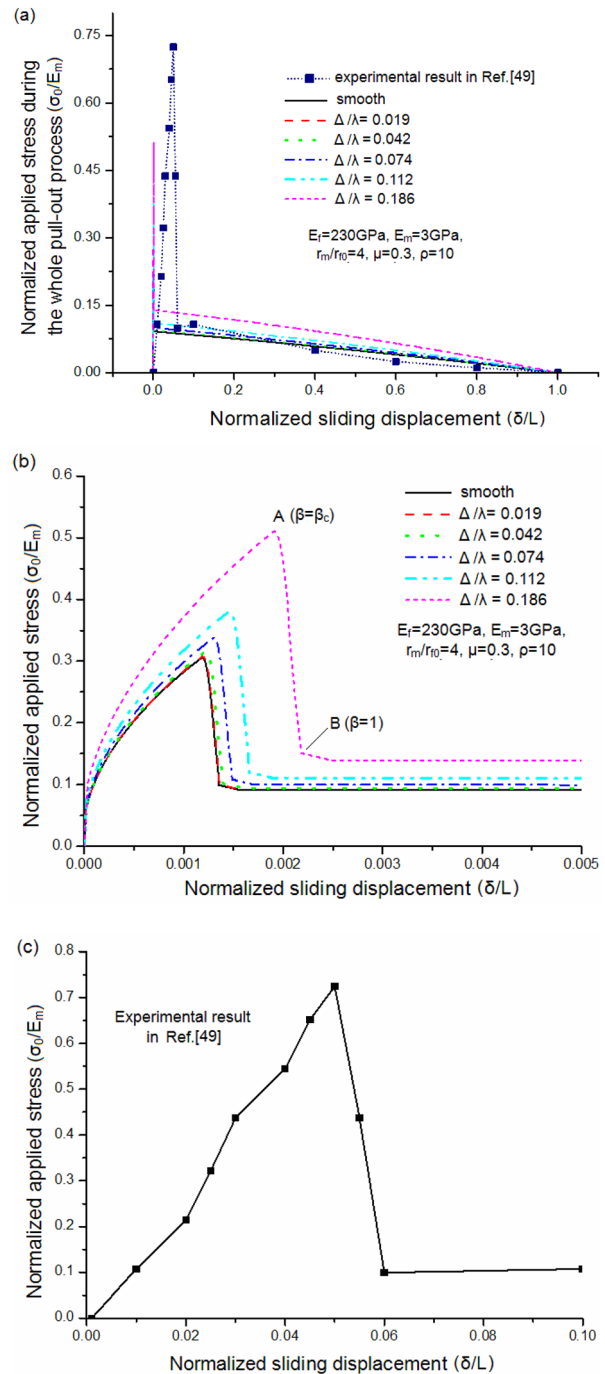 (a)
Normalized applied stress during
the whole pull-out process (σ0/Em)
0.75
0.60
0.45
0.30
0.15
0.00
experimental result in Ref.[49]
smooth
Δ/λ= 0.019
Δ/λ = 0.042
Δ/λ = 0.074
Δ/λ = 0.112
Δ/λ = 0.186
Ef=230GPa, Em=3GPa,
rm/rf0=4, μ=0.3, ρ=10
0.0 0.2 0.4 0.6 0.8 1.0
Normalized sliding displacement (δ/L)
(b)
Normalized applied stress (σ0/Em)
0.6
0.5
0.4
0.3
0.2
0.1
0.0
A (β=βc)
B (β=1)
smooth
Δ/λ= 0.019
Δ/λ = 0.042
Δ/λ = 0.074
Δ/λ = 0.112
Δ/λ = 0.186
Ef=230GPa, Em=3GPa,
rm/rf0=4, μ=0.3, ρ=10
0.000 0.001 0.002 0.003 0.004 0.005
Normalized sliding displacement (δ/L)
(c)
Normalized applied stress (σ0/Em)
0.8
0.7
0.6
0.5
0.4
0.3
0.2
0.1
0.0
Experimental result
in Ref.[49]
0.00 0.02 0.04 0.06 0.08 0.10
Normalized sliding displacement (δ/L)